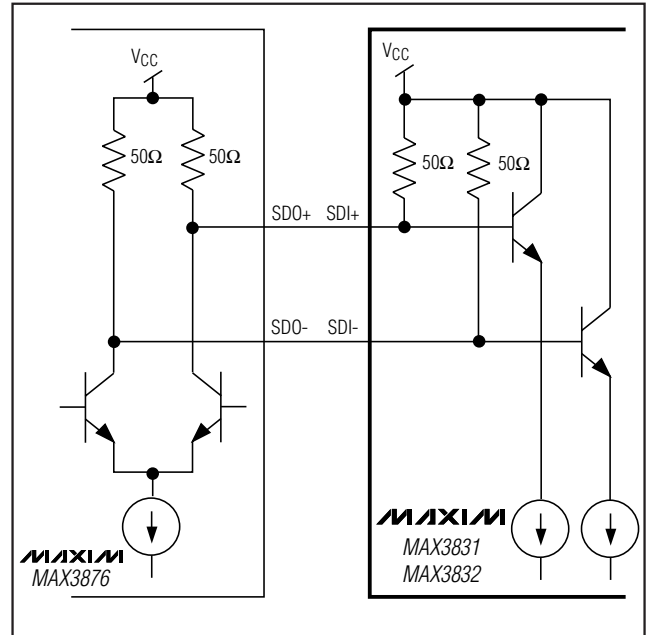 VCC
50Ω
50Ω
SDO+
SDO-
MAXIM
MAX3876
VCC
50Ω
50Ω
SDI+
SDI-
MAXIM
MAX3831
MAX3832